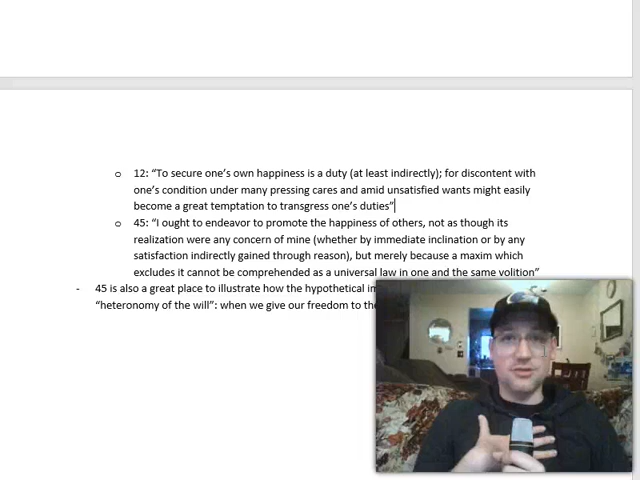 o 12: “To secure one’s own happiness is a duty (at least indirectly); for discontent with
one’s condition under many pressing cares and amid unsatisfied wants might easily
become a great temptation to transgress one’s duties”
o 45: “I ought to endeavor to promote the happiness of others, not as though its
realization were any concern of mine (whether by immediate inclination or by any
satisfaction indirectly gained through reason), but merely because a maxim which
excludes it cannot be comprehended as a universal law in one and the same volition”
- 45 is also a great place to illustrate how the hypothetical
“heteronomy of the will”: when we give our freedom to